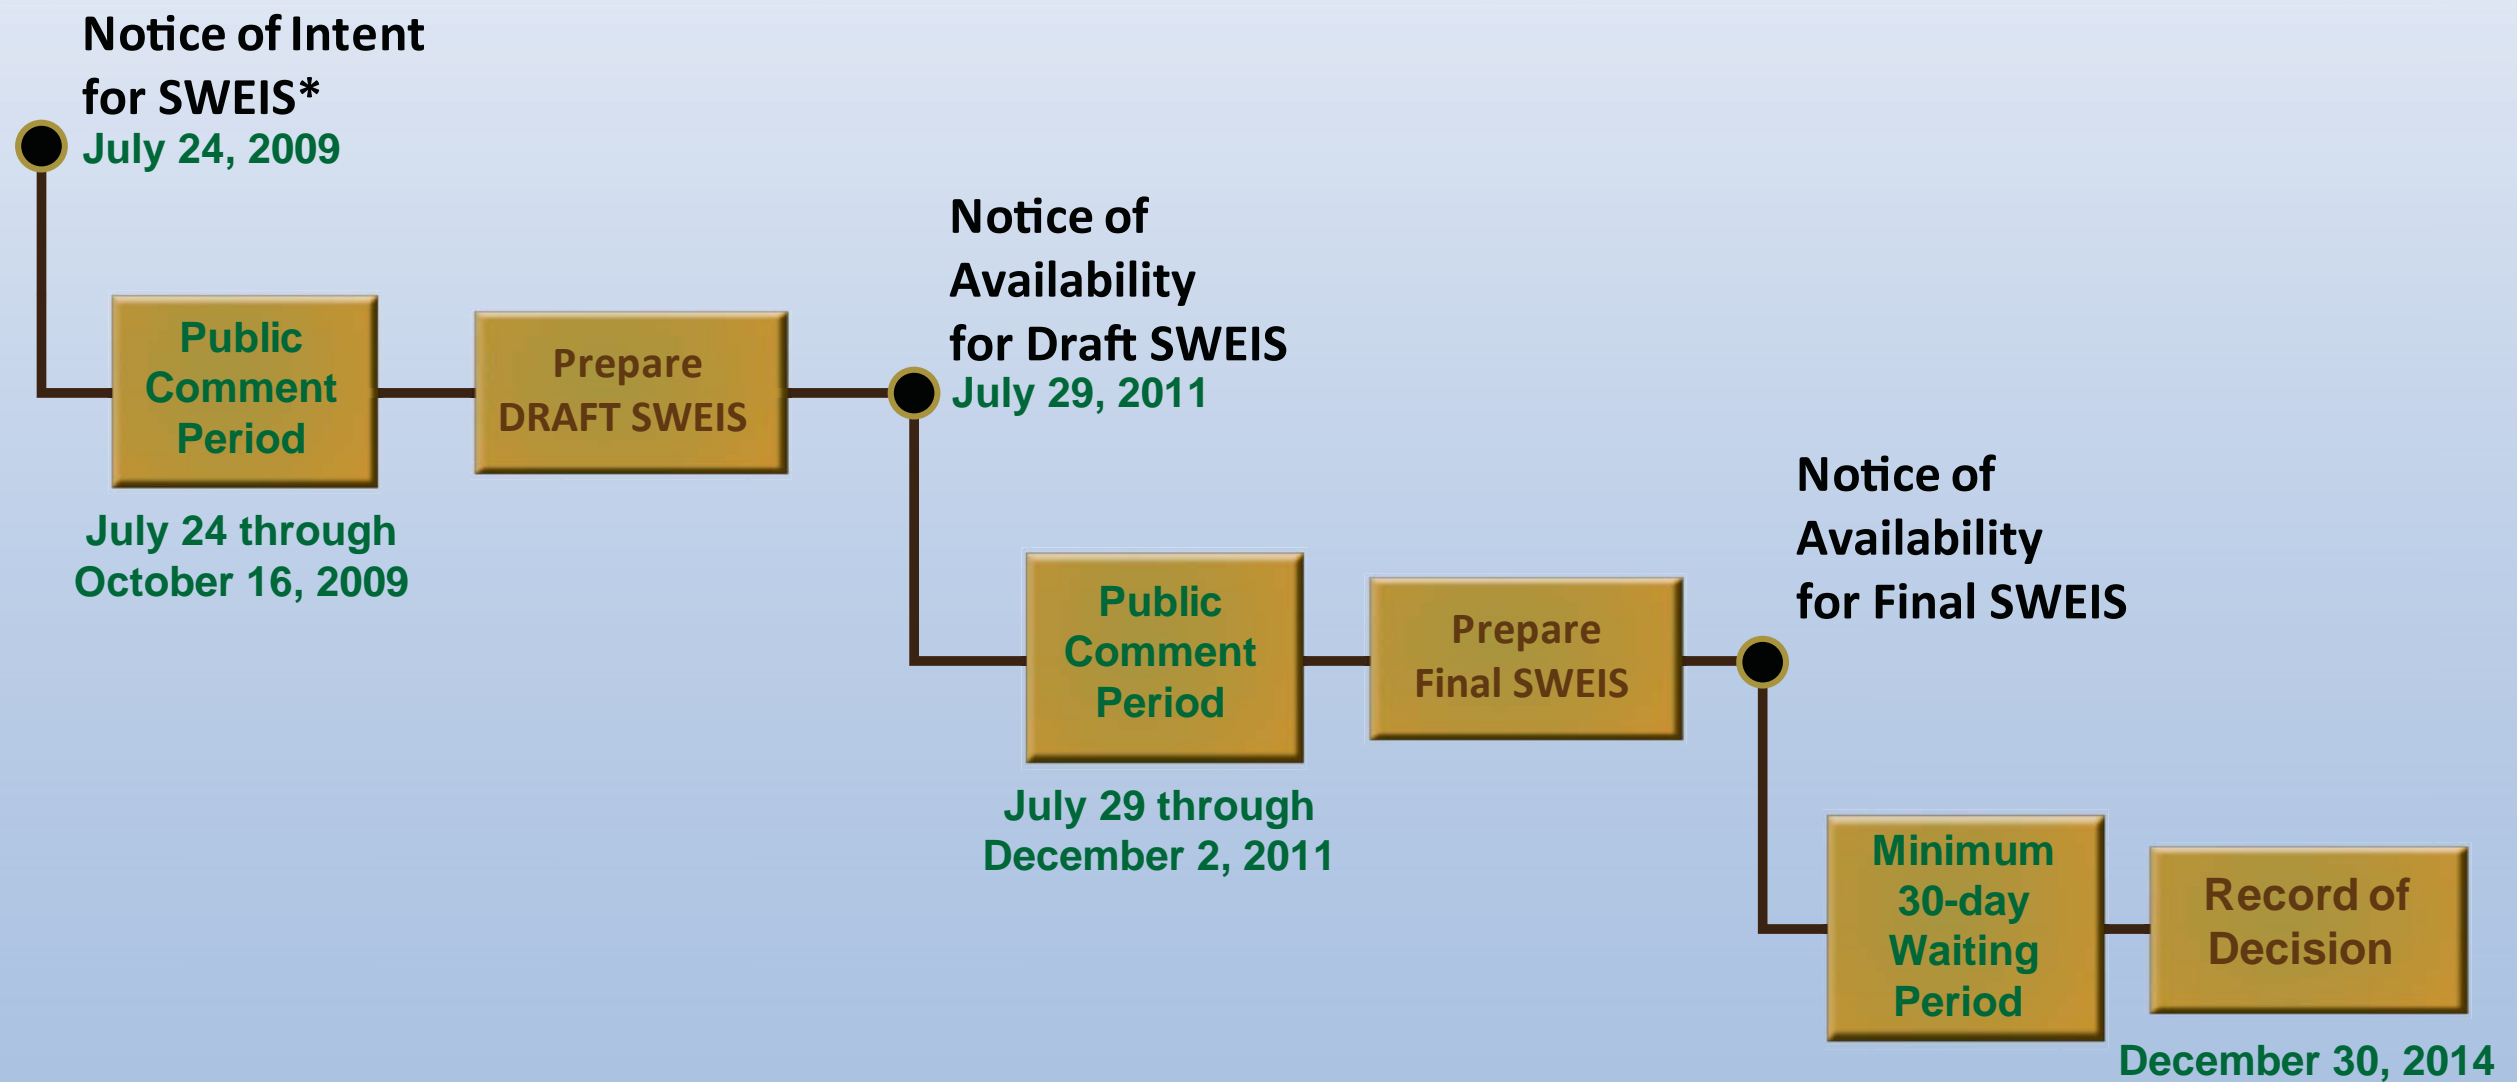 Notice of Intent
for SWEIS*
July 24, 2009
Public
Comment
Period
July 24 through
October 16, 2009
Prepare
DRAFT SWEIS
Notice of
Availability
for Draft SWEIS
July 29, 2011
Public
Comment
Period
July 29 through
December 2, 2011
Prepare
Final SWEIS
Notice of
Availability
for Final SWEIS
Minimum
30-day
Waiting
Period
Record of
Decision
December 30, 2014